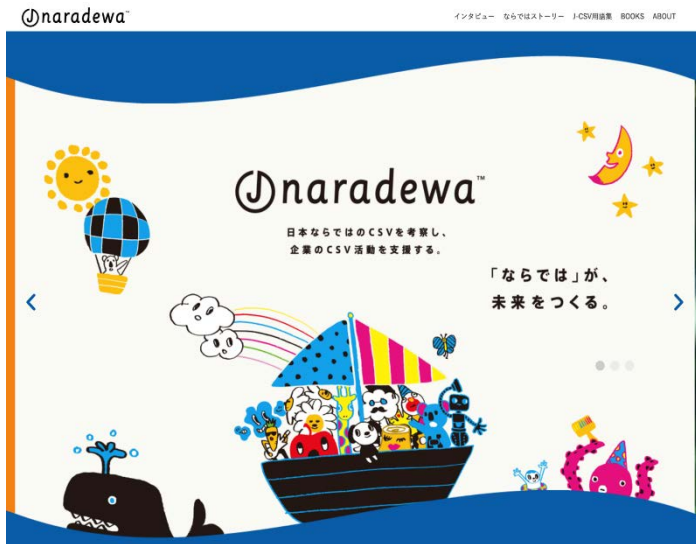 naradewa™
インタビュー ならではストーリー J-CSV用語集 BOOKS ABOUT
naradewa™
日本ならではのCSVを考察し、
企業のCSV活動を支援する。
「ならでは」が、
未来をつくる。